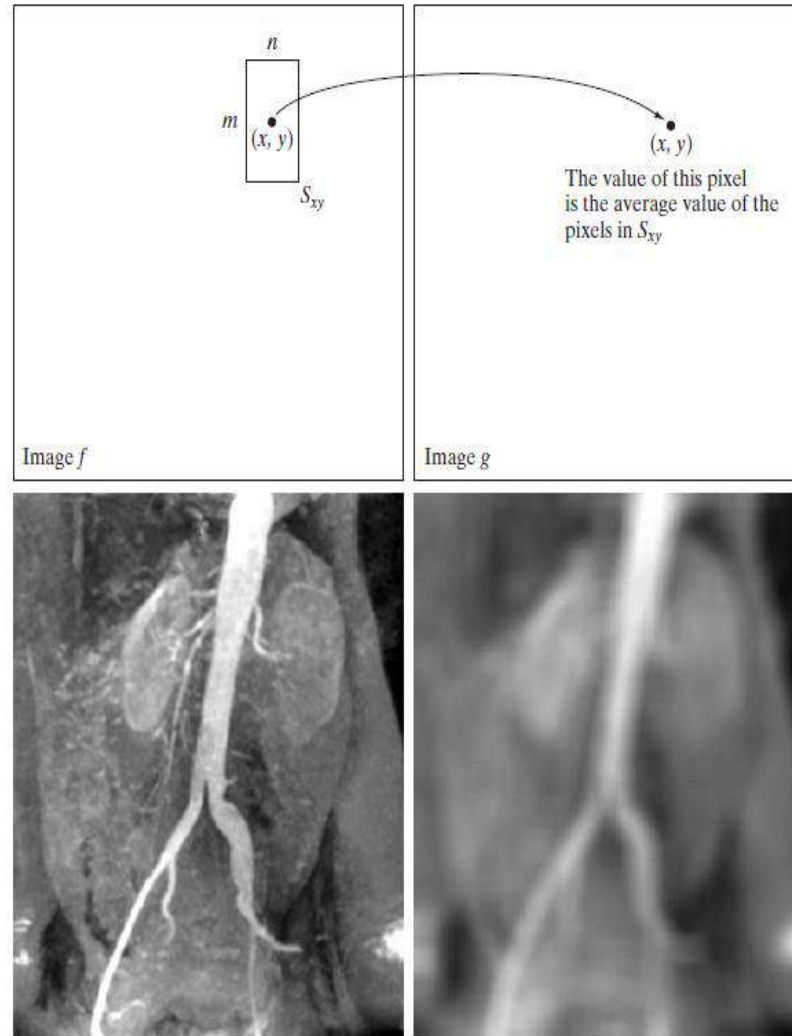 n
m
(x, y)
S_xy
(x, y)
The value of this pixel
is the average value of the
pixels in S_xy
Image f
Image g